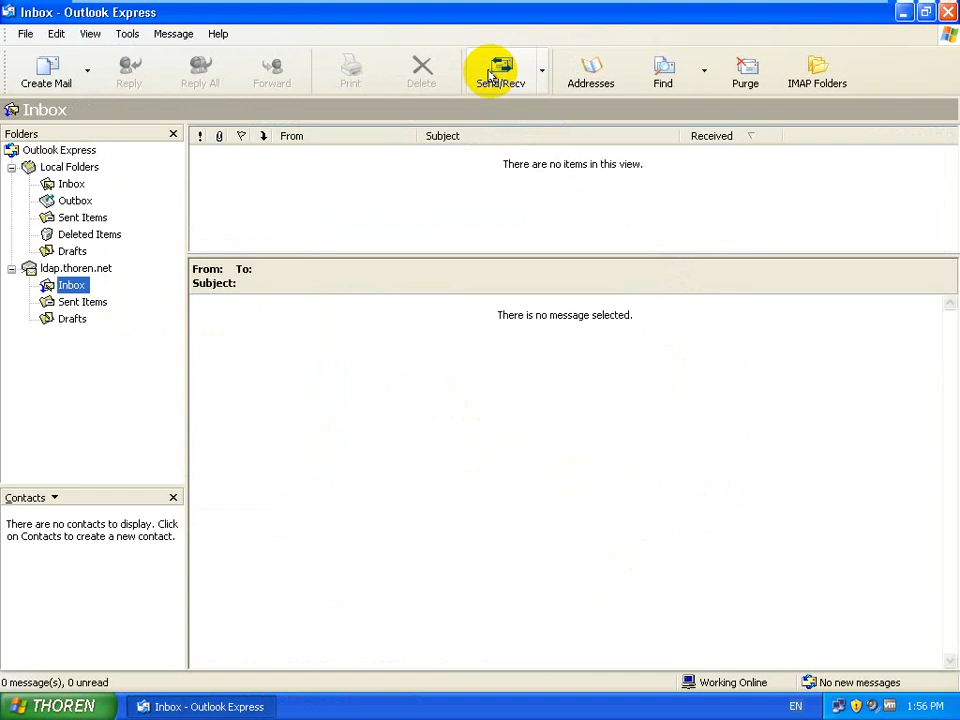 Inbox - Outlook Express
File Edit View Tools Message Help
Create Mail Reply Reply All Forward Print Delete Send/Recv Addresses Find Purge IMAP Folders
Inbox
Folders
Outlook Express
Local Folders
Inbox
Outbox
Sent Items
Deleted Items
Drafts
ldap.thoren.net
Inbox
Sent Items
Drafts
! From Subject Received
There are no items in this view.
From: To:
Subject:
There is no message selected.
Contacts
There are no contacts to display. Click
on Contacts to create a new contact.
0 message(s), 0 unread Working Online No new messages
THOREN Inbox - Outlook Express EN 1:56 PM